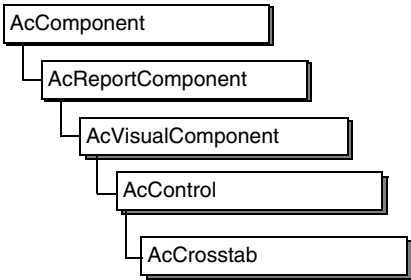 AcComponent
AcReportComponent
AcVisualComponent
AcControl
AcCrosstab